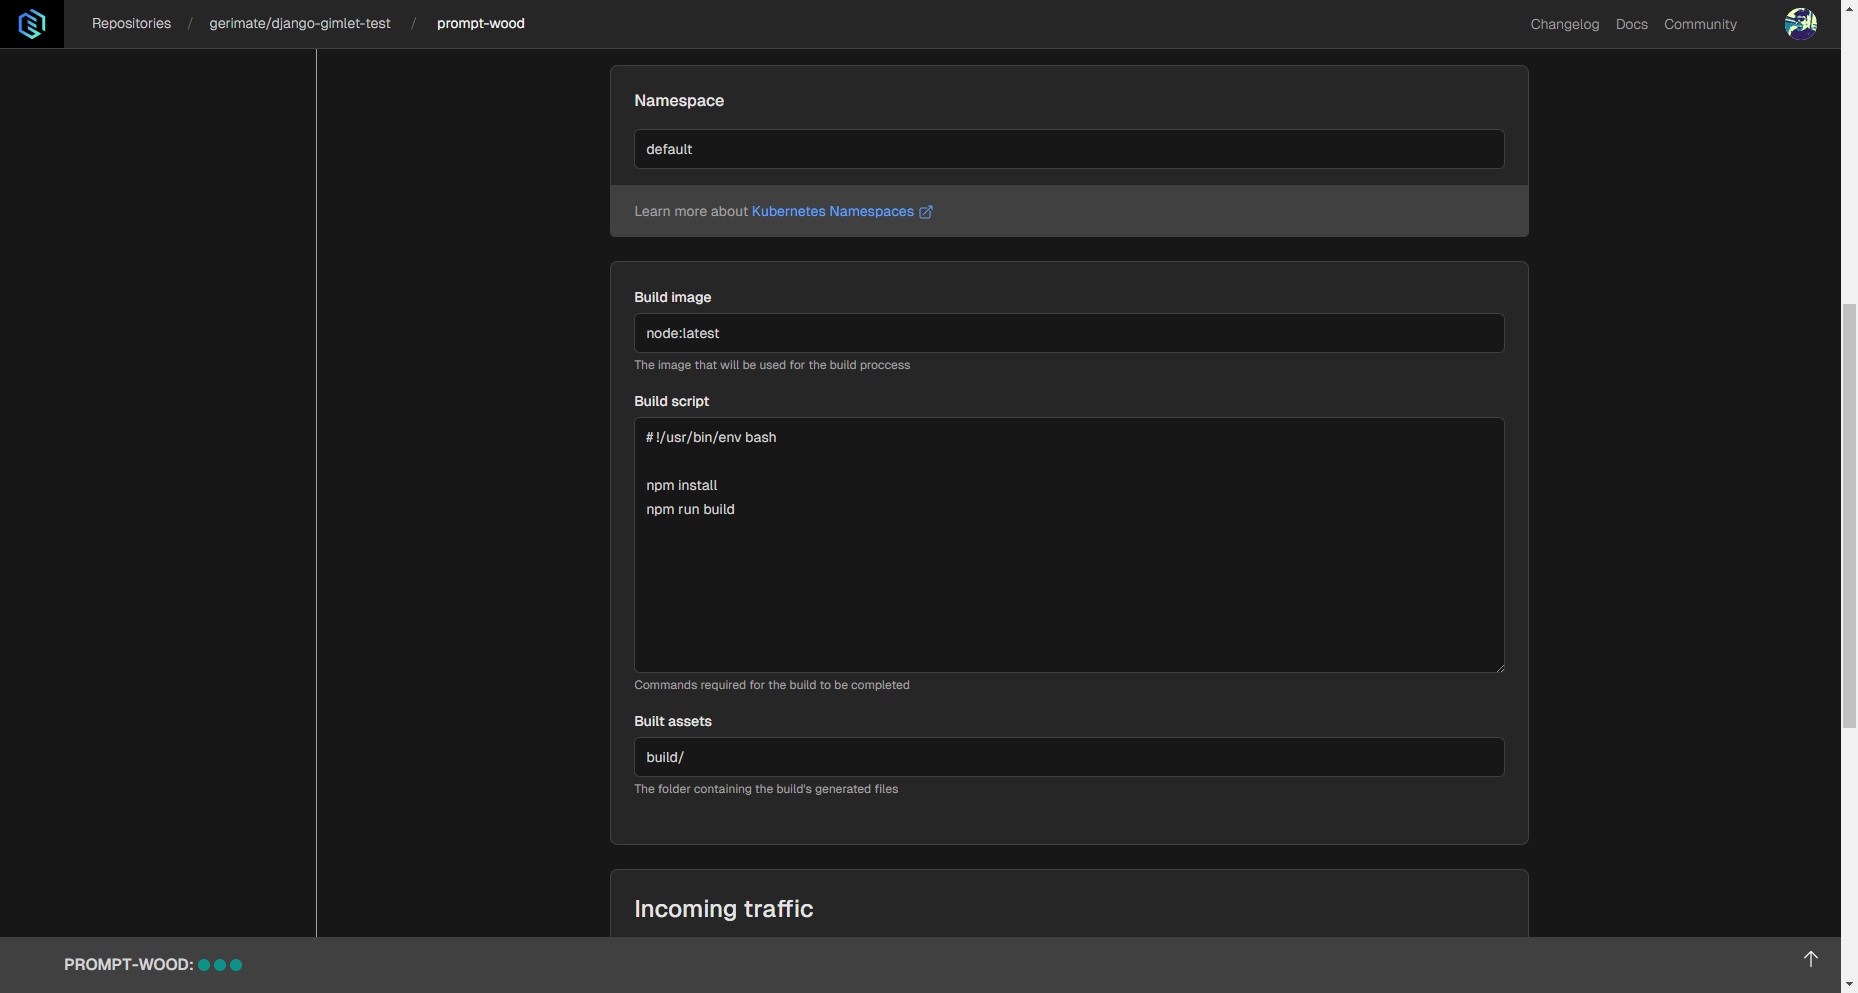 Repositories / gerimate/django-gimlet-test / prompt-wood
Changelog Docs Community
Namespace
default
Learn more about Kubernetes Namespaces
Build image
node:latest
The image that will be used for the build proccess
Build script
#!/usr/bin/env bash
npm install
npm run build
Commands required for the build to be completed
Built assets
build/
The folder containing the build's generated files
Incoming traffic
PROMPT-WOOD: